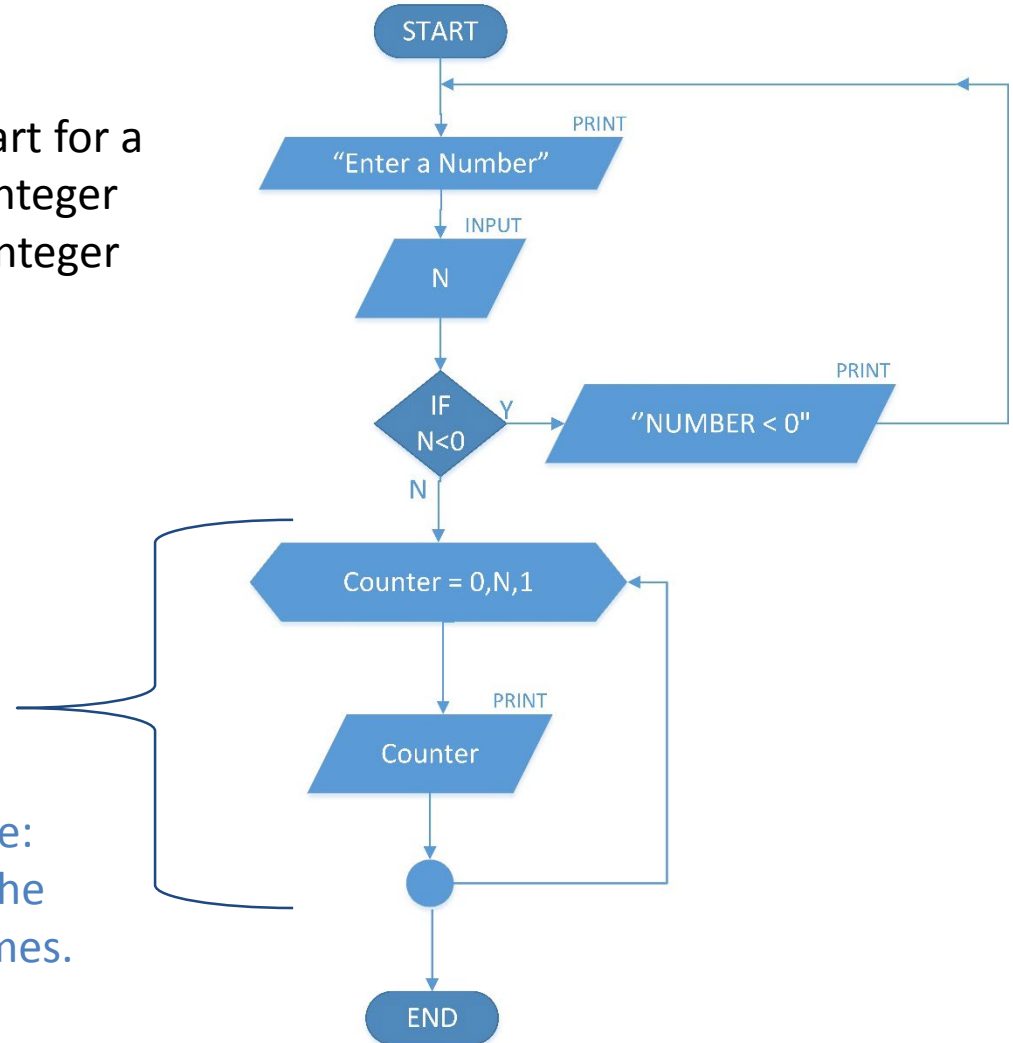 START
art for a
nteger
nteger
PRINT
“Enter a Number”
INPUT
N
IF
N<0
Y
PRINT
‘’NUMBER < 0"
N
Counter = 0,N,1
PRINT
Counter
e:
he
mes.
END